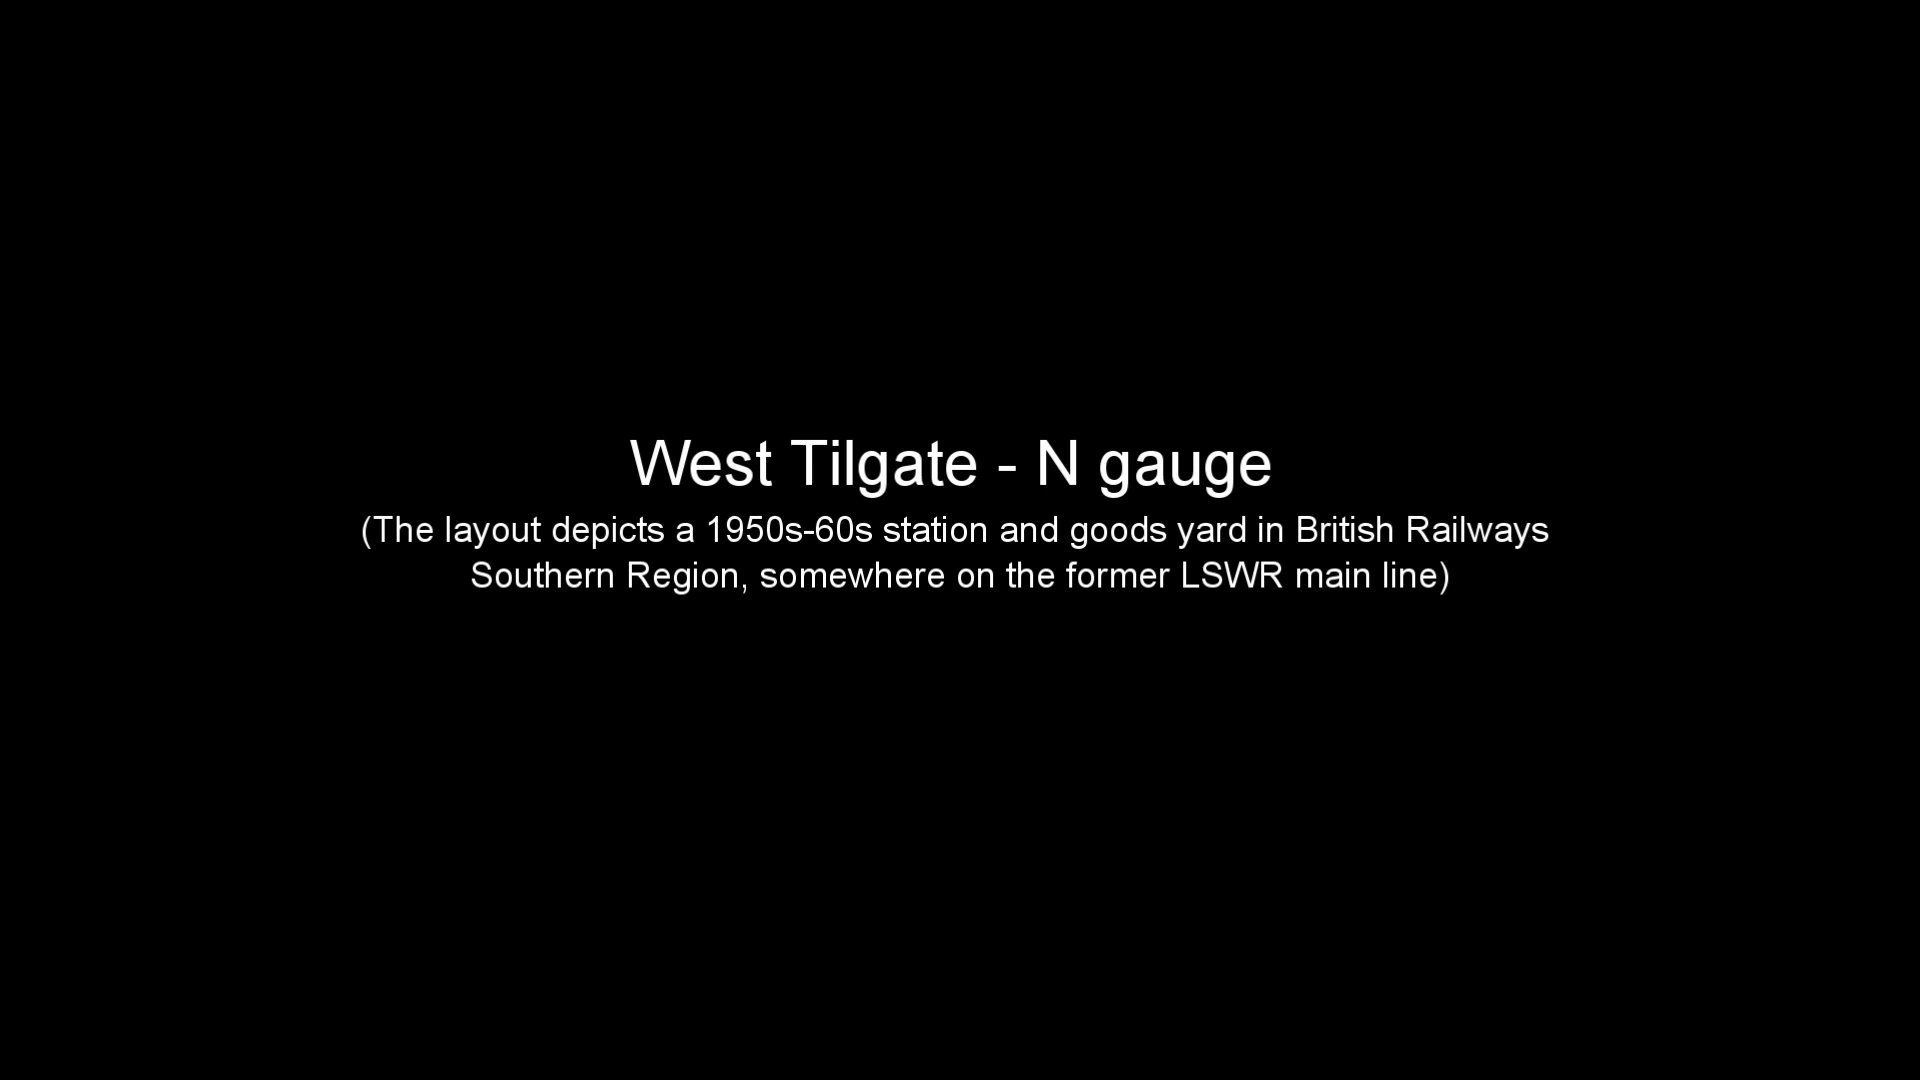 West Tilgate - N gauge
(The layout depicts a 1950s-60s station and goods yard in British Railways
Southern Region, somewhere on the former LSWR main line)